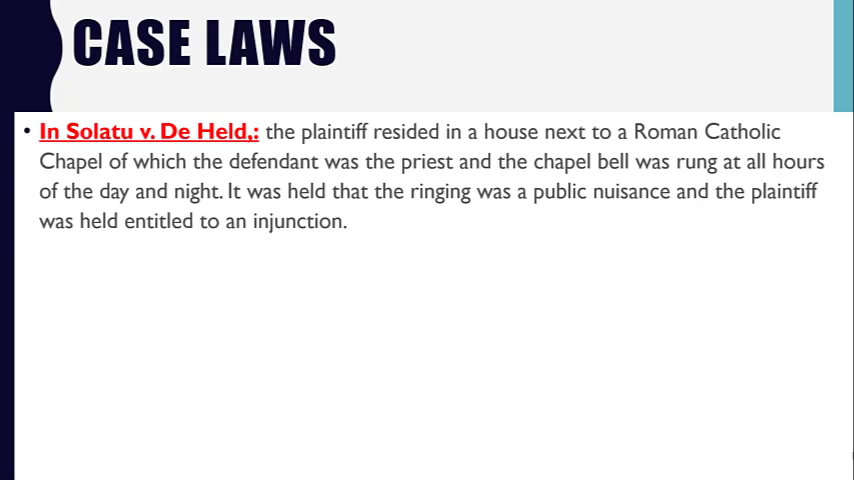 CASE LAWS
• In Solatu v. De Held,: the plaintiff resided in a house next to a Roman Catholic
Chapel of which the defendant was the priest and the chapel bell was rung at all hours
of the day and night. It was held that the ringing was a public nuisance and the plaintiff
was held entitled to an injunction.